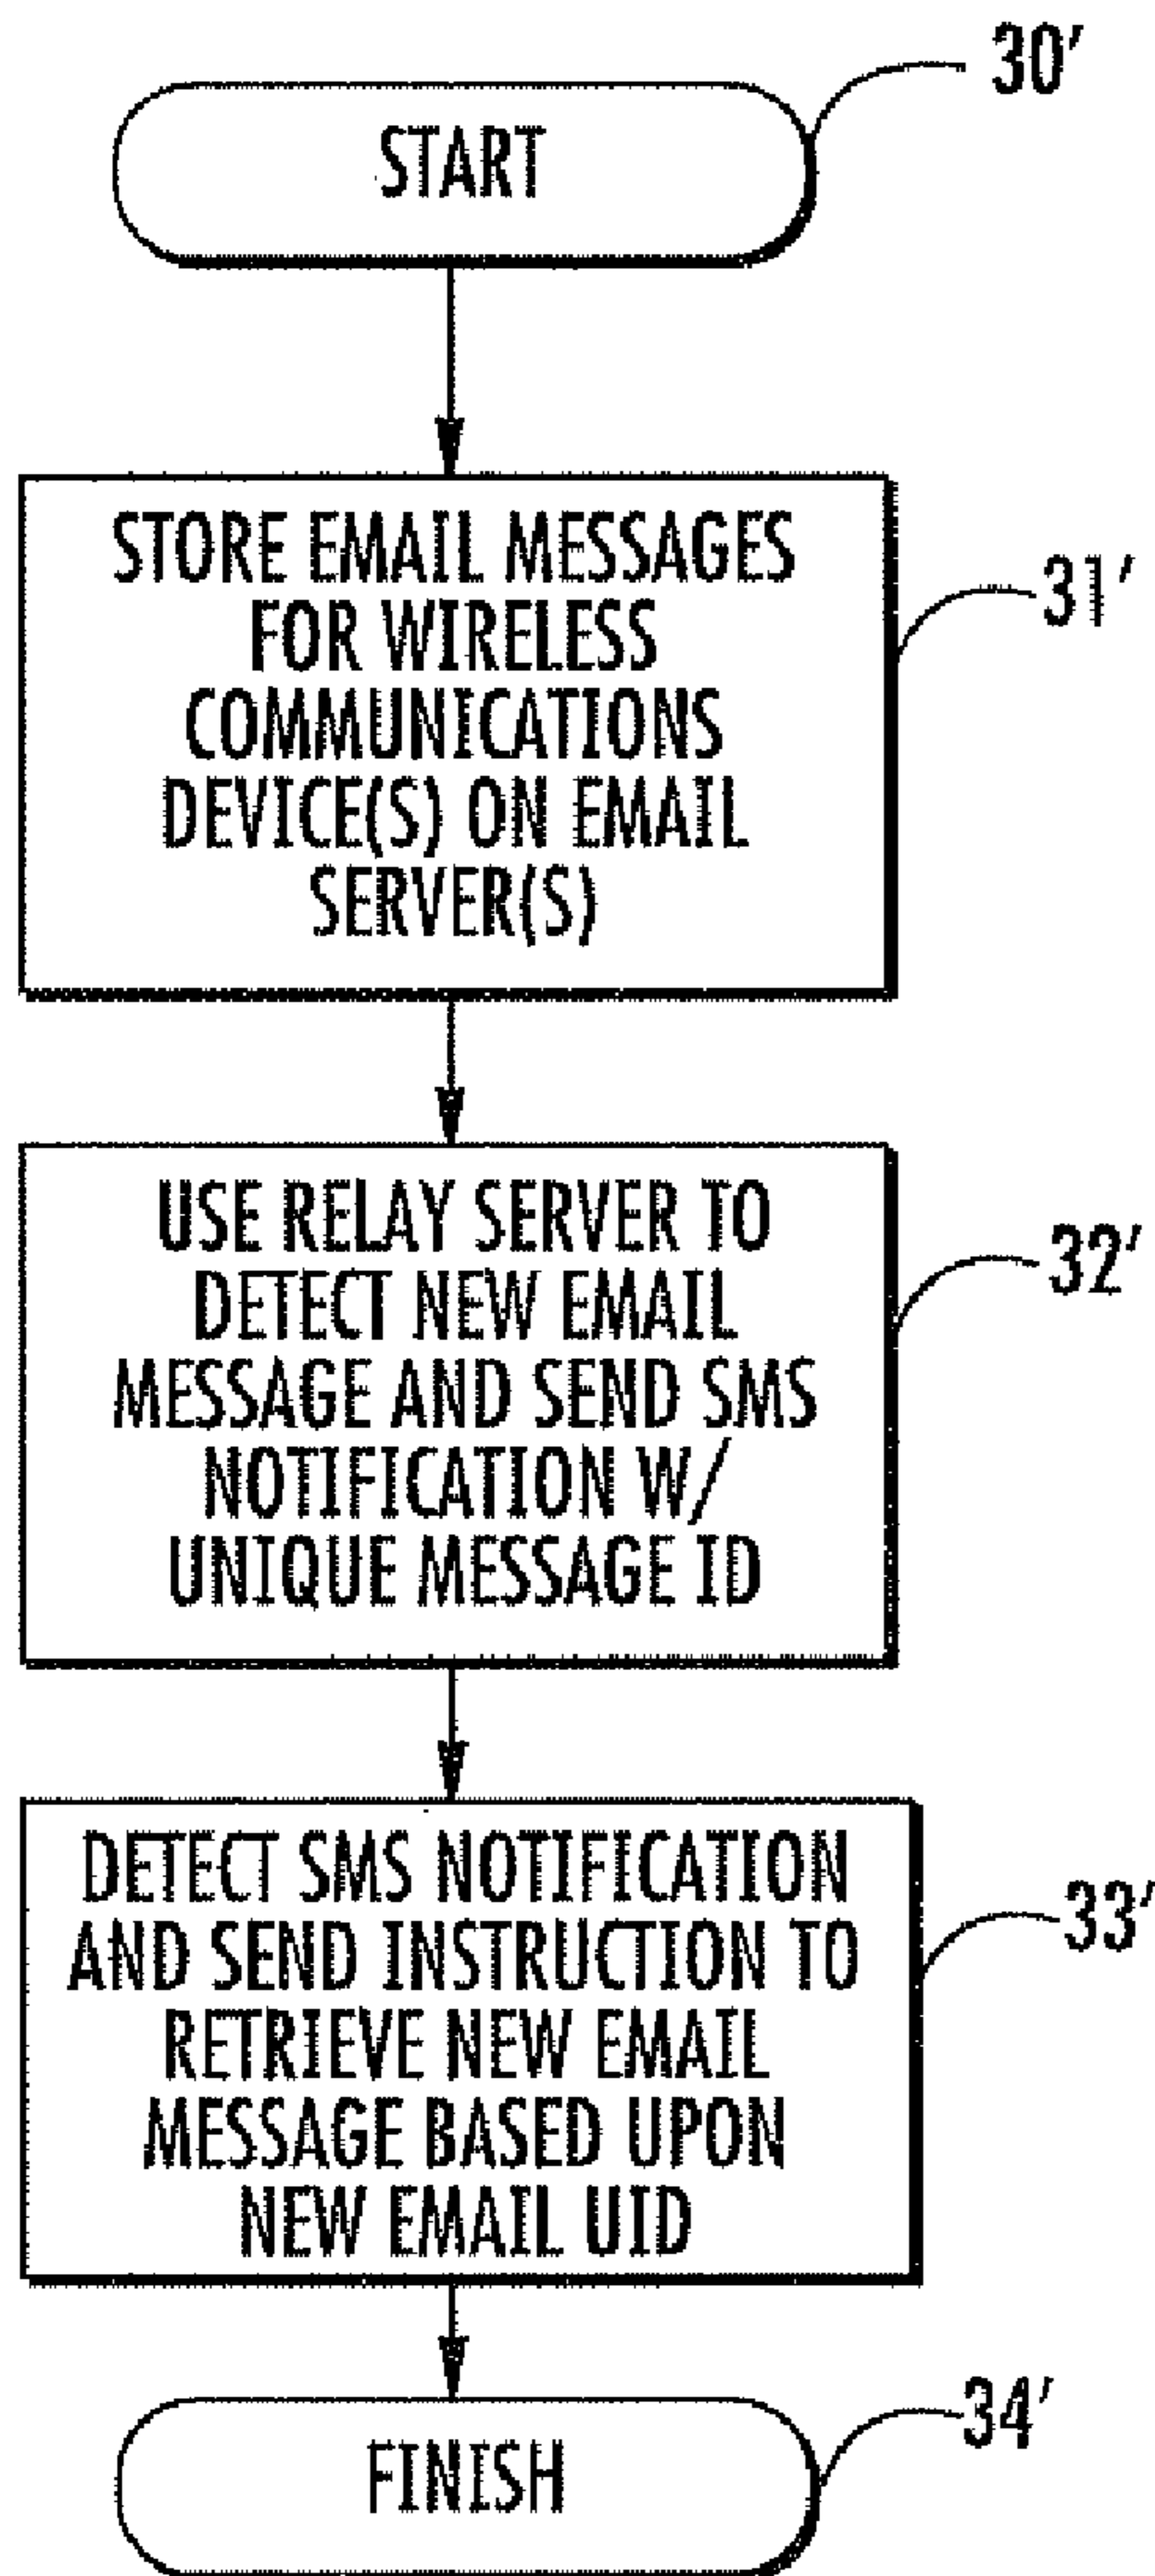 30'
START
STORE EMAIL MESSAGES
FOR WIRELESS
COMMUNICATIONS
DEVICE(S) ON EMAIL
SERVER(S)
31'
USE RELAY SERVER TO
DETECT NEW EMAIL
MESSAGE AND SEND SMS
NOTIFICATION W/
UNIQUE MESSAGE ID
32'
DETECT SMS NOTIFICATION
AND SEND INSTRUCTION TO
RETRIEVE NEW EMAIL
MESSAGE BASED UPON
NEW EMAIL UID
33'
34'
FINISH